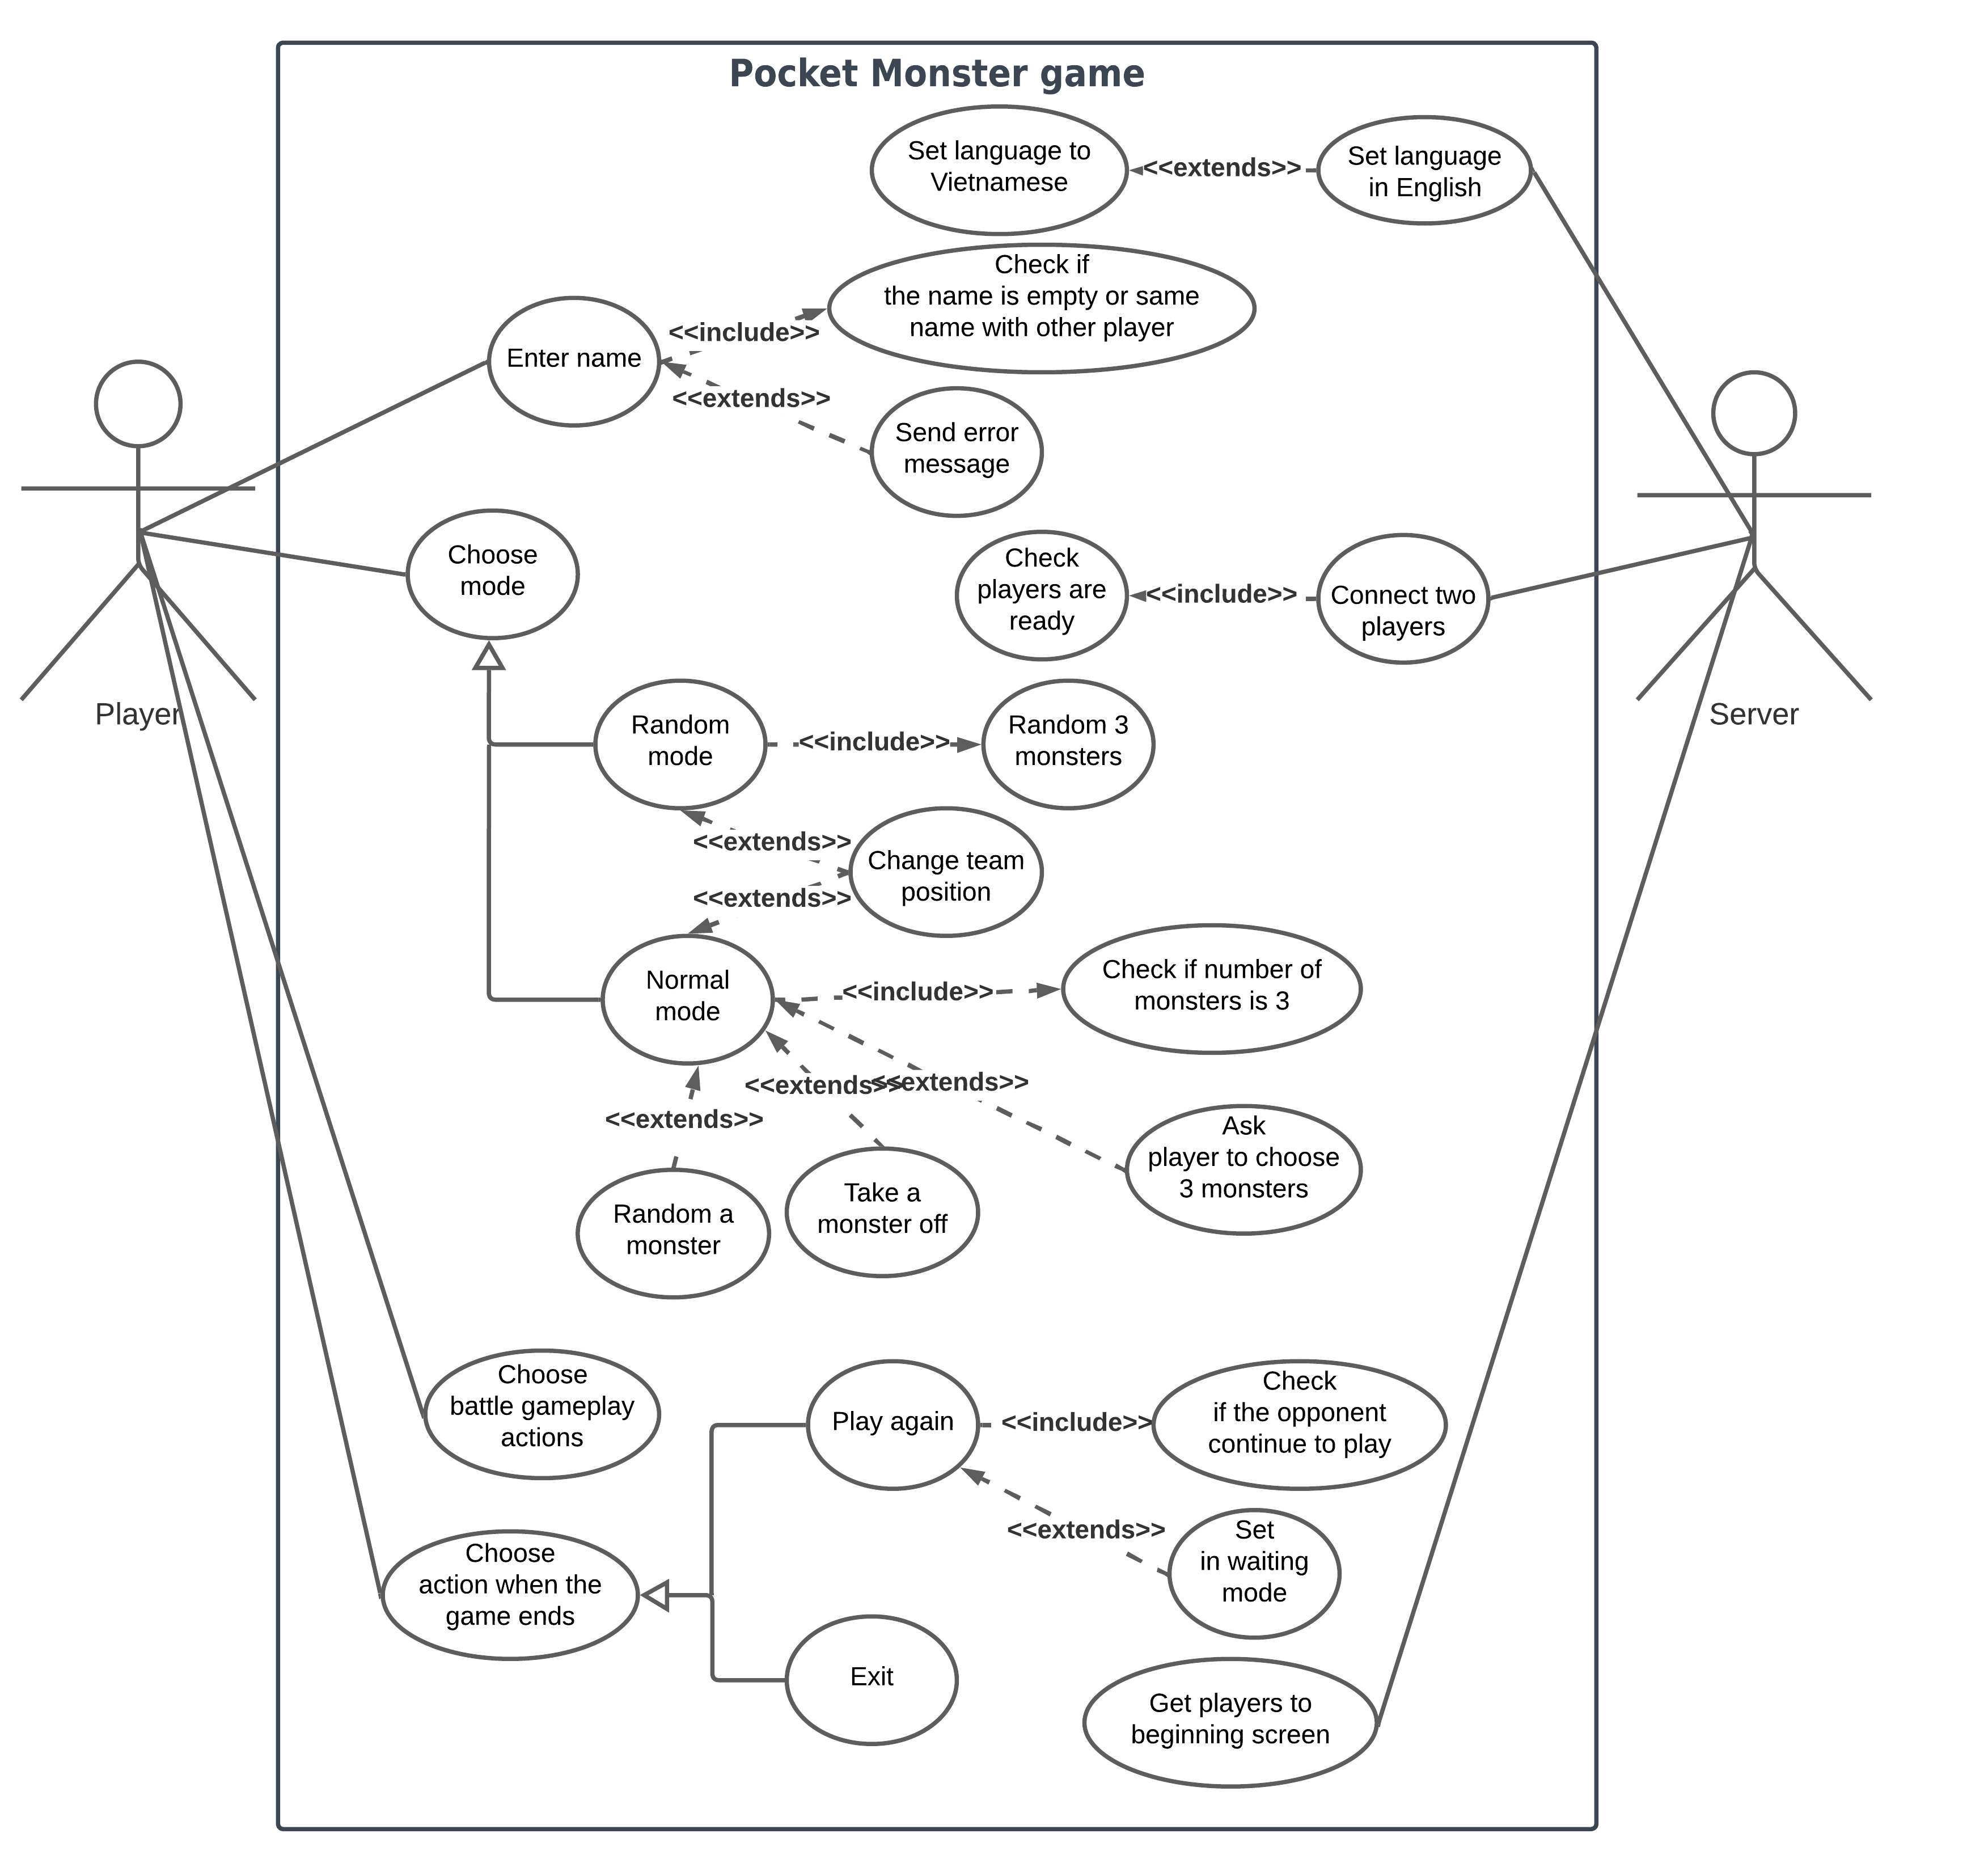 Pocket Monster game
Set language to
Vietnamese
<<extends>>
Set language
in English
Check if
the name is empty or same
name with other player
<<include>>
Enter name
<<extends>>
Send error
message
Choose
mode
Check
players are
ready
<<include>>
Connect two
players
Player
Server
Random
mode
<<include>>
Random 3
monsters
<<extends>>
Change team
position
<<extends>>
Normal
mode
<<include>>
Check if number of
monsters is 3
<<extends>>
<<extends>>
<<extends>>
Ask
player to choose
3 monsters
Random a
monster
Take a
monster off
Choose
battle gameplay
actions
Play again
<<include>>
Check
if the opponent
continue to play
<<extends>>
Set
in waiting
mode
Choose
action when the
game ends
Exit
Get players to
beginning screen